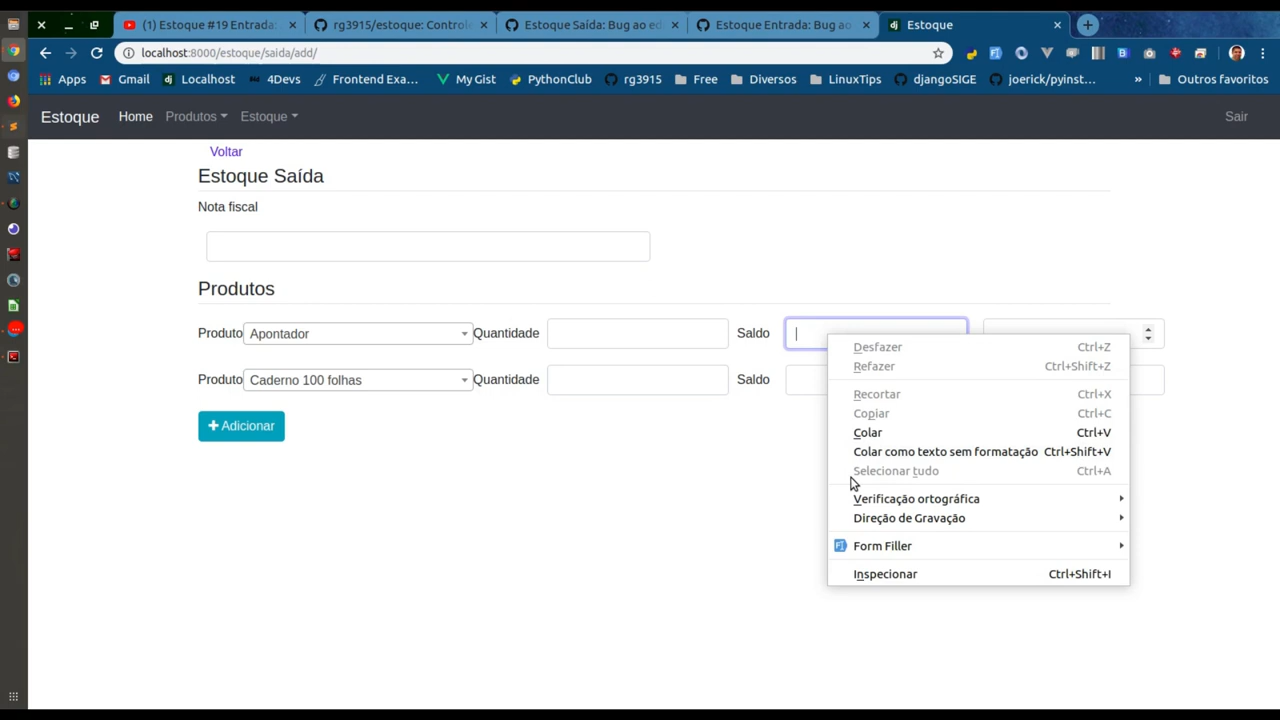 (1) Estoque #19 Entrada:
rg3915/estoque: Control
Estoque Saída: Bug ao ed
Estoque Entrada: Bug ao
Estoque
localhost:8000/estoque/saida/add/
Apps
Gmail
Localhost
4Devs
Frontend Exa...
My Gist
PythonClub
rg3915
Free
Diversos
LinuxTips
djangoSIGE
joerick/pyinst...
»
Outros favoritos
Estoque
Home
Produtos
Estoque
Sair
Voltar
Estoque Saída
Nota fiscal
Produtos
Produto
Apontador
Quantidade
Saldo
Produto
Caderno 100 folhas
Quantidade
Saldo
+ Adicionar
Desfazer Ctrl+Z
Refazer Ctrl+Shift+Z
Recortar Ctrl+X
Copiar Ctrl+C
Colar Ctrl+V
Colar como texto sem formatação Ctrl+Shift+V
Selecionar tudo Ctrl+A
Verificação ortográfica
Direção de Gravação
Form Filler
Inspecionar Ctrl+Shift+I